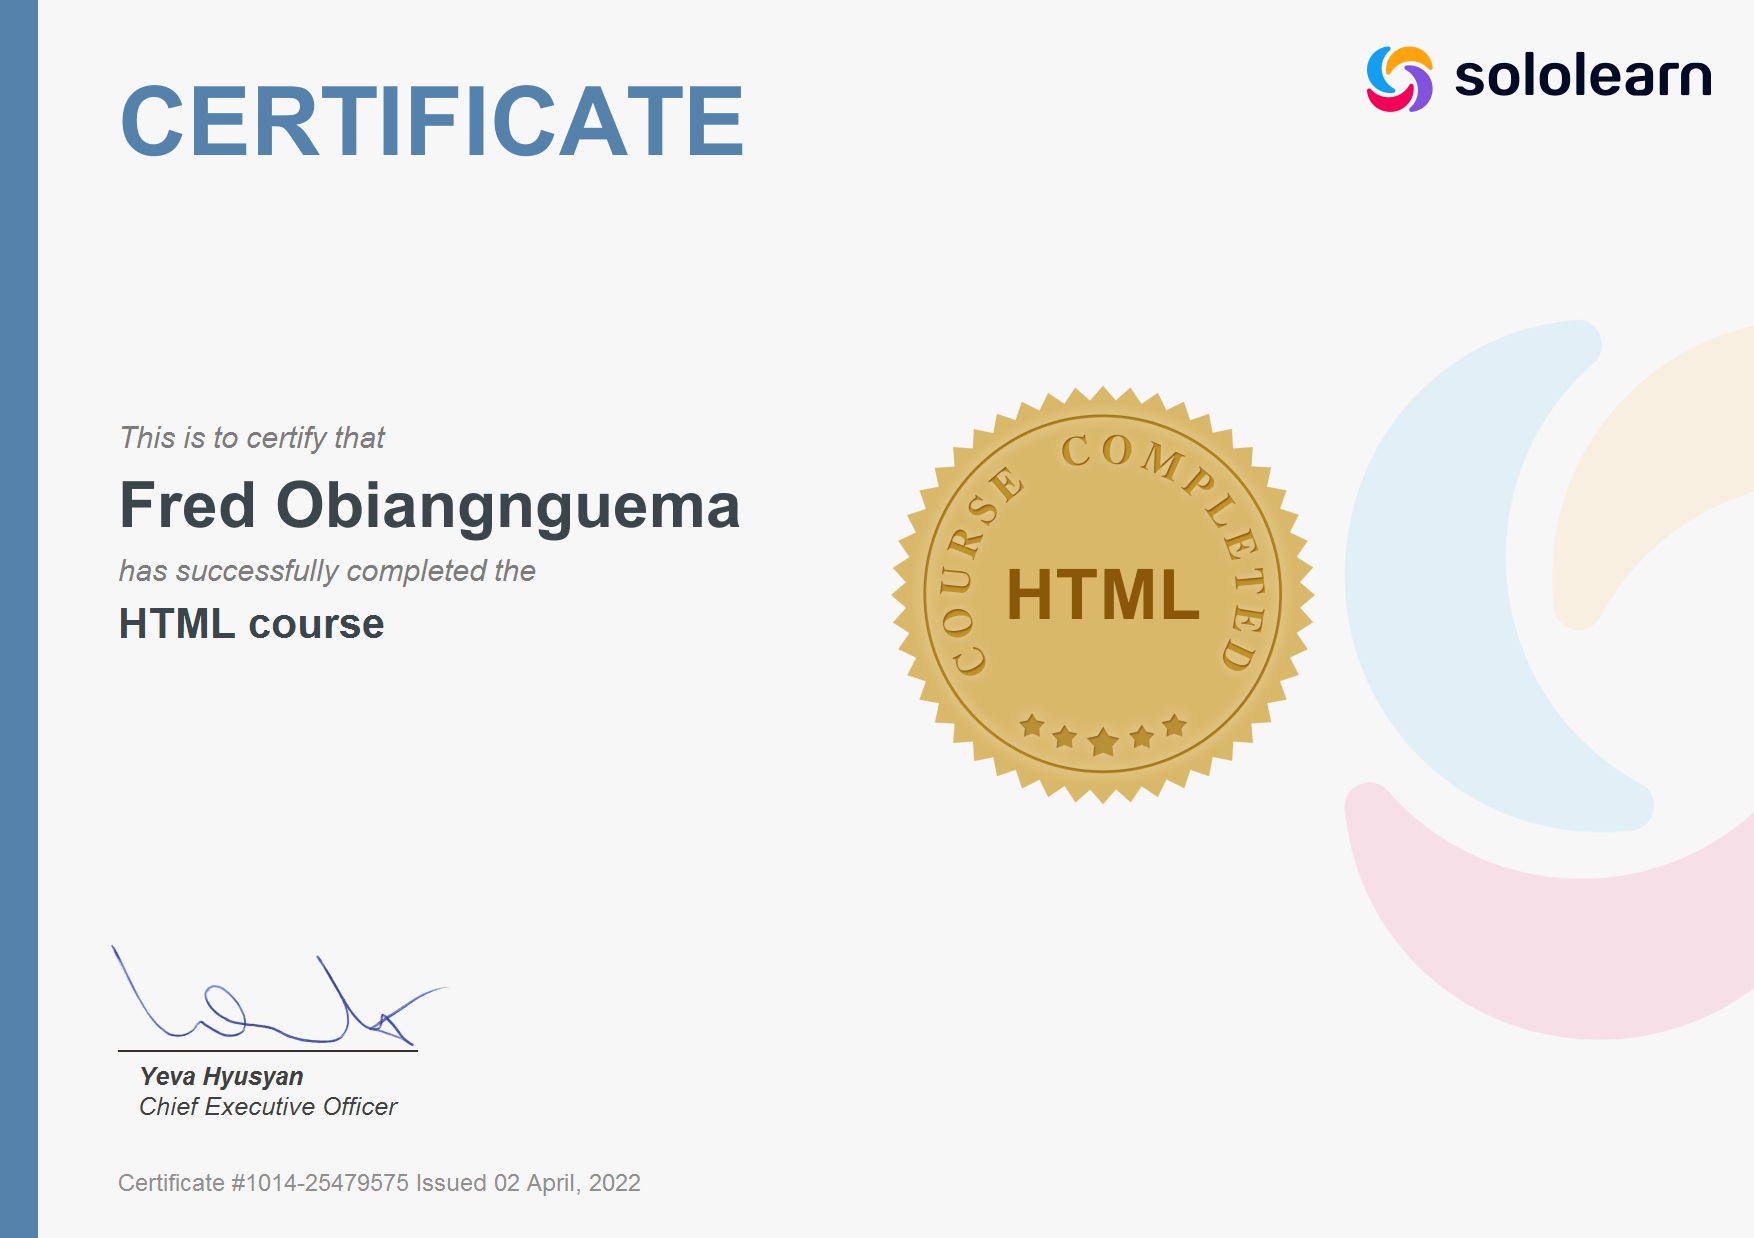 CERTIFICATE
sololearn
This is to certify that
Fred Obiangnguema
has successfully completed the
HTML course
COURSE COMPLETED
HTML
Yeva Hyusyan
Chief Executive Officer
Certificate #1014-25479575 Issued 02 April, 2022